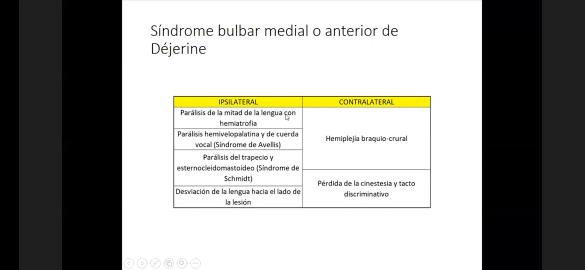 Síndrome bulbar medial o anterior de
Déjerine
IPSILATERAL
CONTRALATERAL
Parálisis de la mitad de la lengua con
hemiatrofia
Parálisis hemivelopalatina y de cuerda
vocal (Síndrome de Avellis)
Parálisis del trapecio y
esternocleidomastoideo (Síndrome de
Schmidt)
Desviación de la lengua hacia el lado de
la lesión
Hemiplejía braquio-crural
Pérdida de la cinestesia y tacto
discriminativo